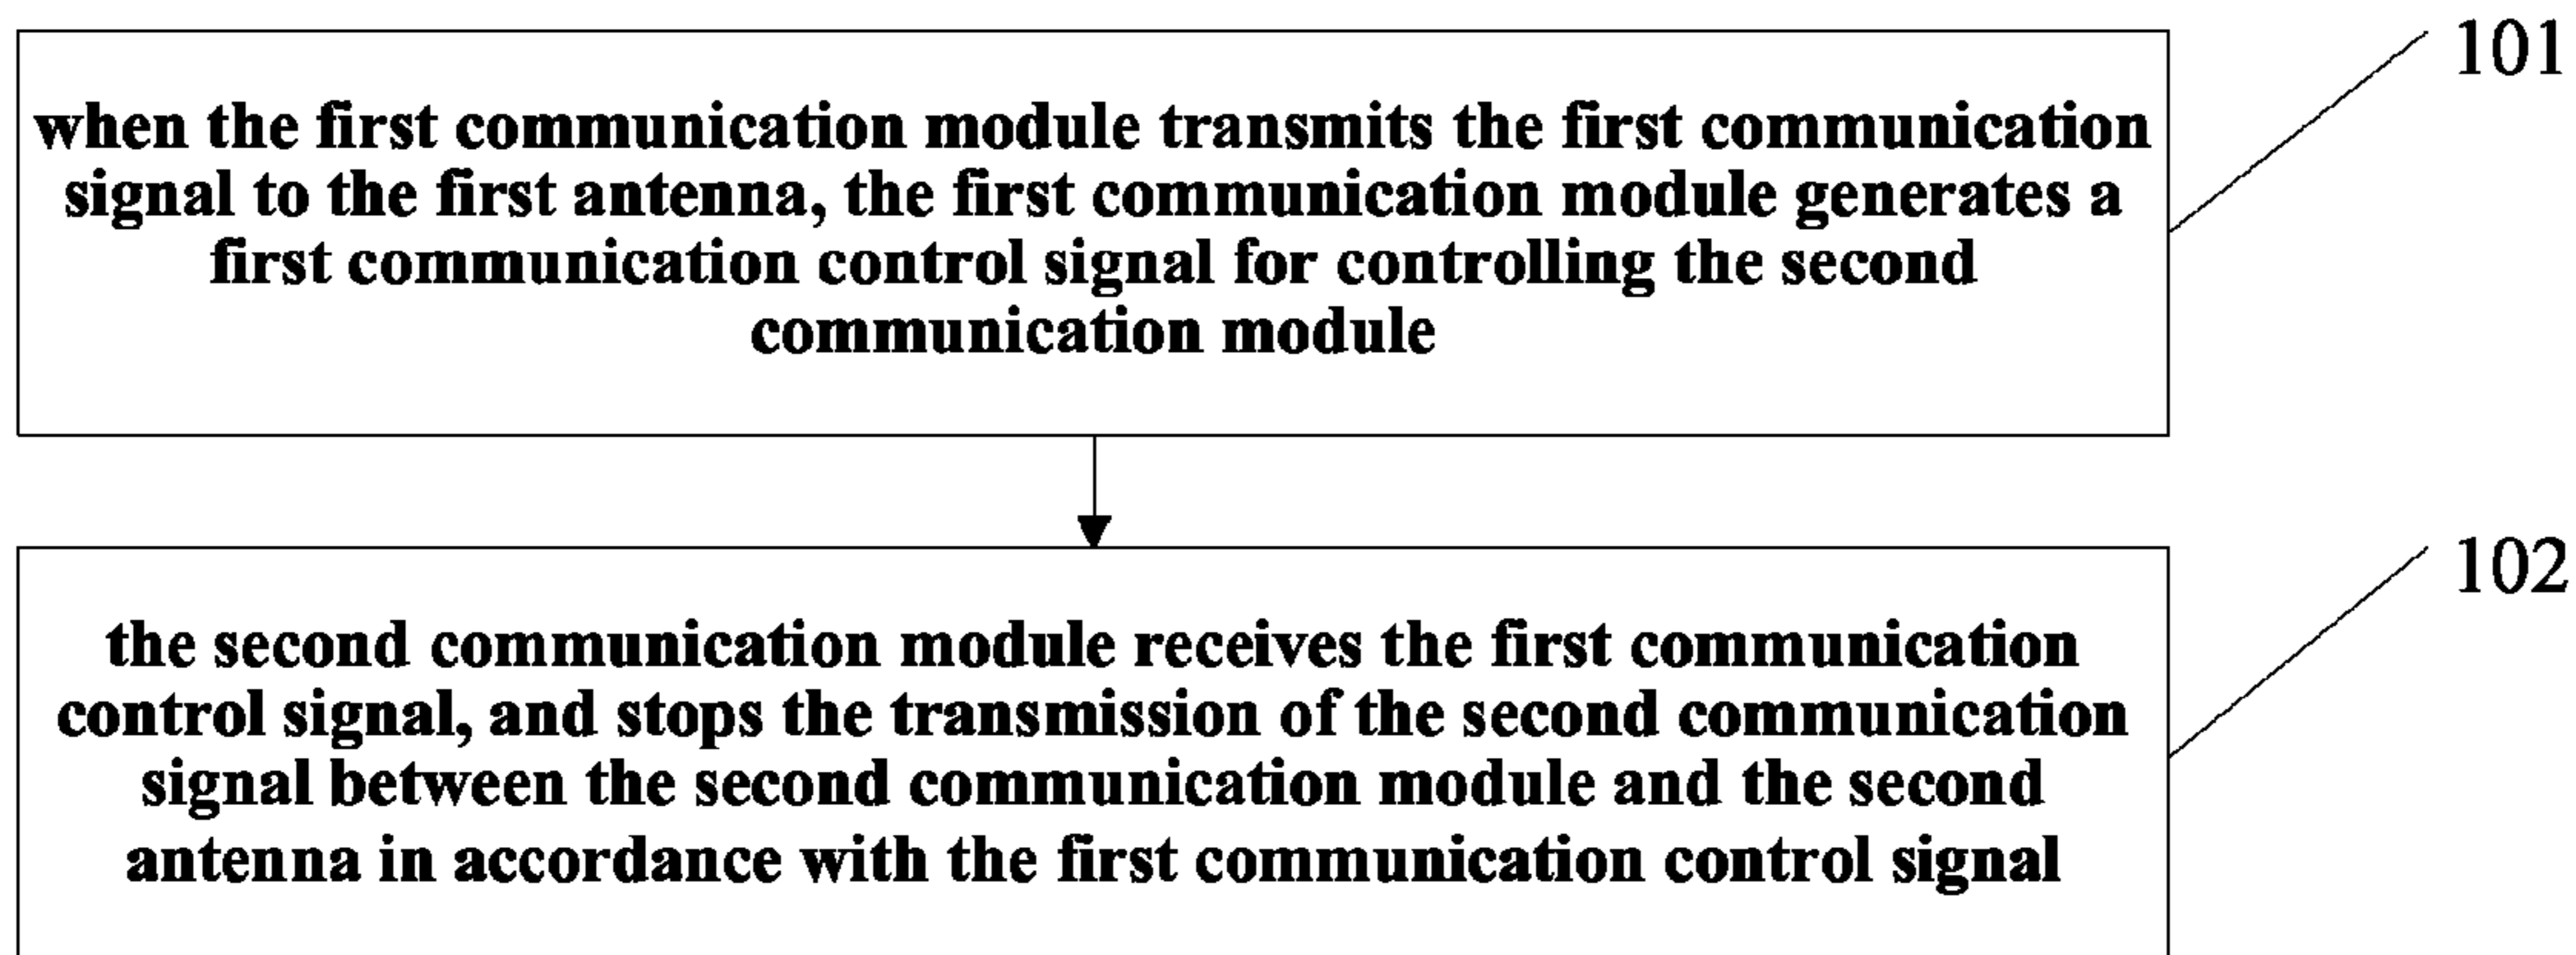 101
when the first communication module transmits the first communication
signal to the first antenna, the first communication module generates a
first communication control signal for controlling the second
communication module
102
the second communication module receives the first communication
control signal, and stops the transmission of the second communication
signal between the second communication module and the second
antenna in accordance with the first communication control signal